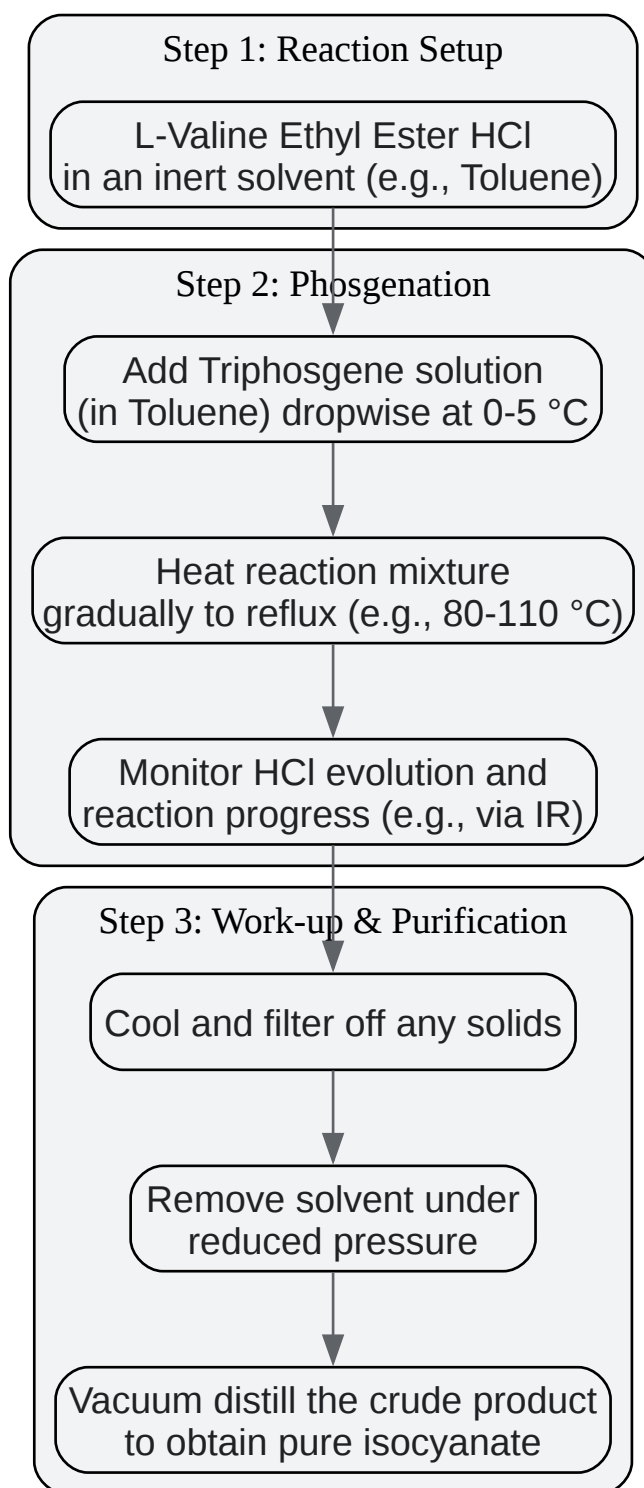 Step 1: Reaction Setup
L-Valine Ethyl Ester HCl
in an inert solvent (e.g., Toluene)
Step 2: Phosgenation
Add Triphosgene solution
(in Toluene) dropwise at 0-5 °C
Heat reaction mixture
gradually to reflux (e.g., 80-110 °C)
Monitor HCl evolution and
reaction progress (e.g., via IR)
Step 3: Work-up & Purification
Cool and filter off any solids
Remove solvent under
reduced pressure
Vacuum distill the crude product
to obtain pure isocyanate